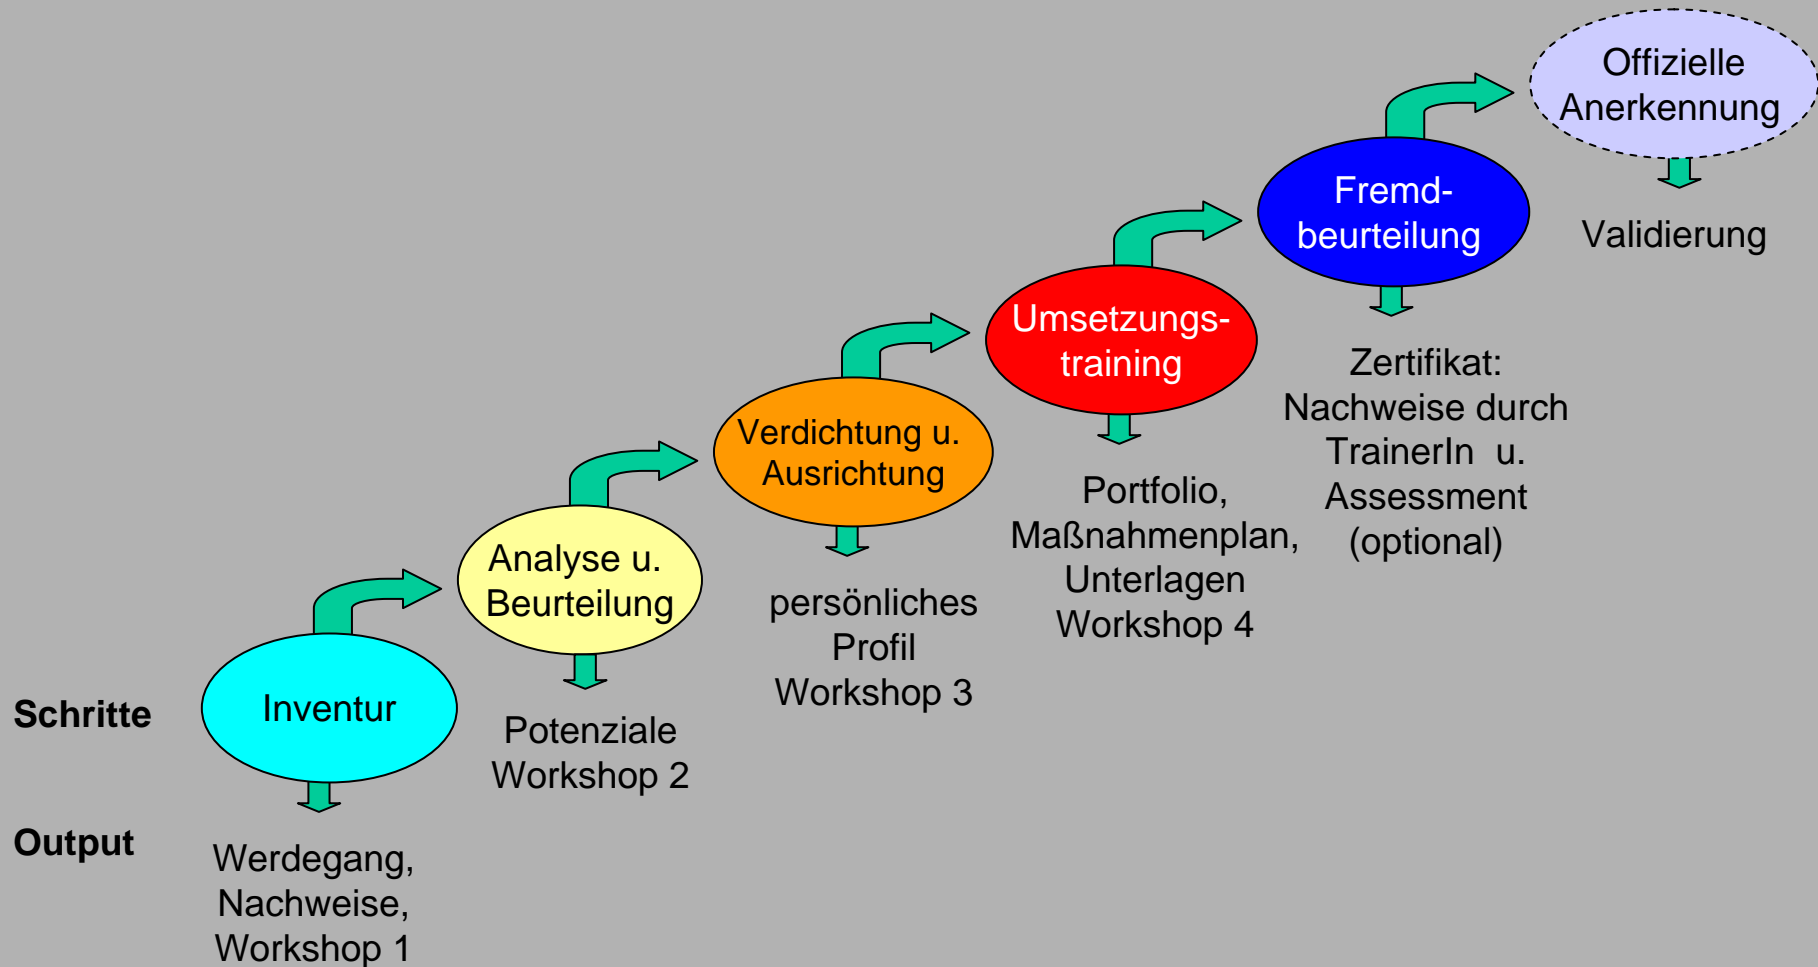 Schritte
Output
Inventur
Werdegang,
Nachweise,
Workshop 1
Analyse u.
Beurteilung
Potenziale
Workshop 2
Verdichtung u.
Ausrichtung
persönliches
Profil
Workshop 3
Umsetzungs-
training
Portfolio,
Maßnahmenplan,
Unterlagen
Workshop 4
Fremd-
beurteilung
Zertifikat:
Nachweise durch
TrainerIn u.
Assessment
(optional)
Offizielle
Anerkennung
Validierung